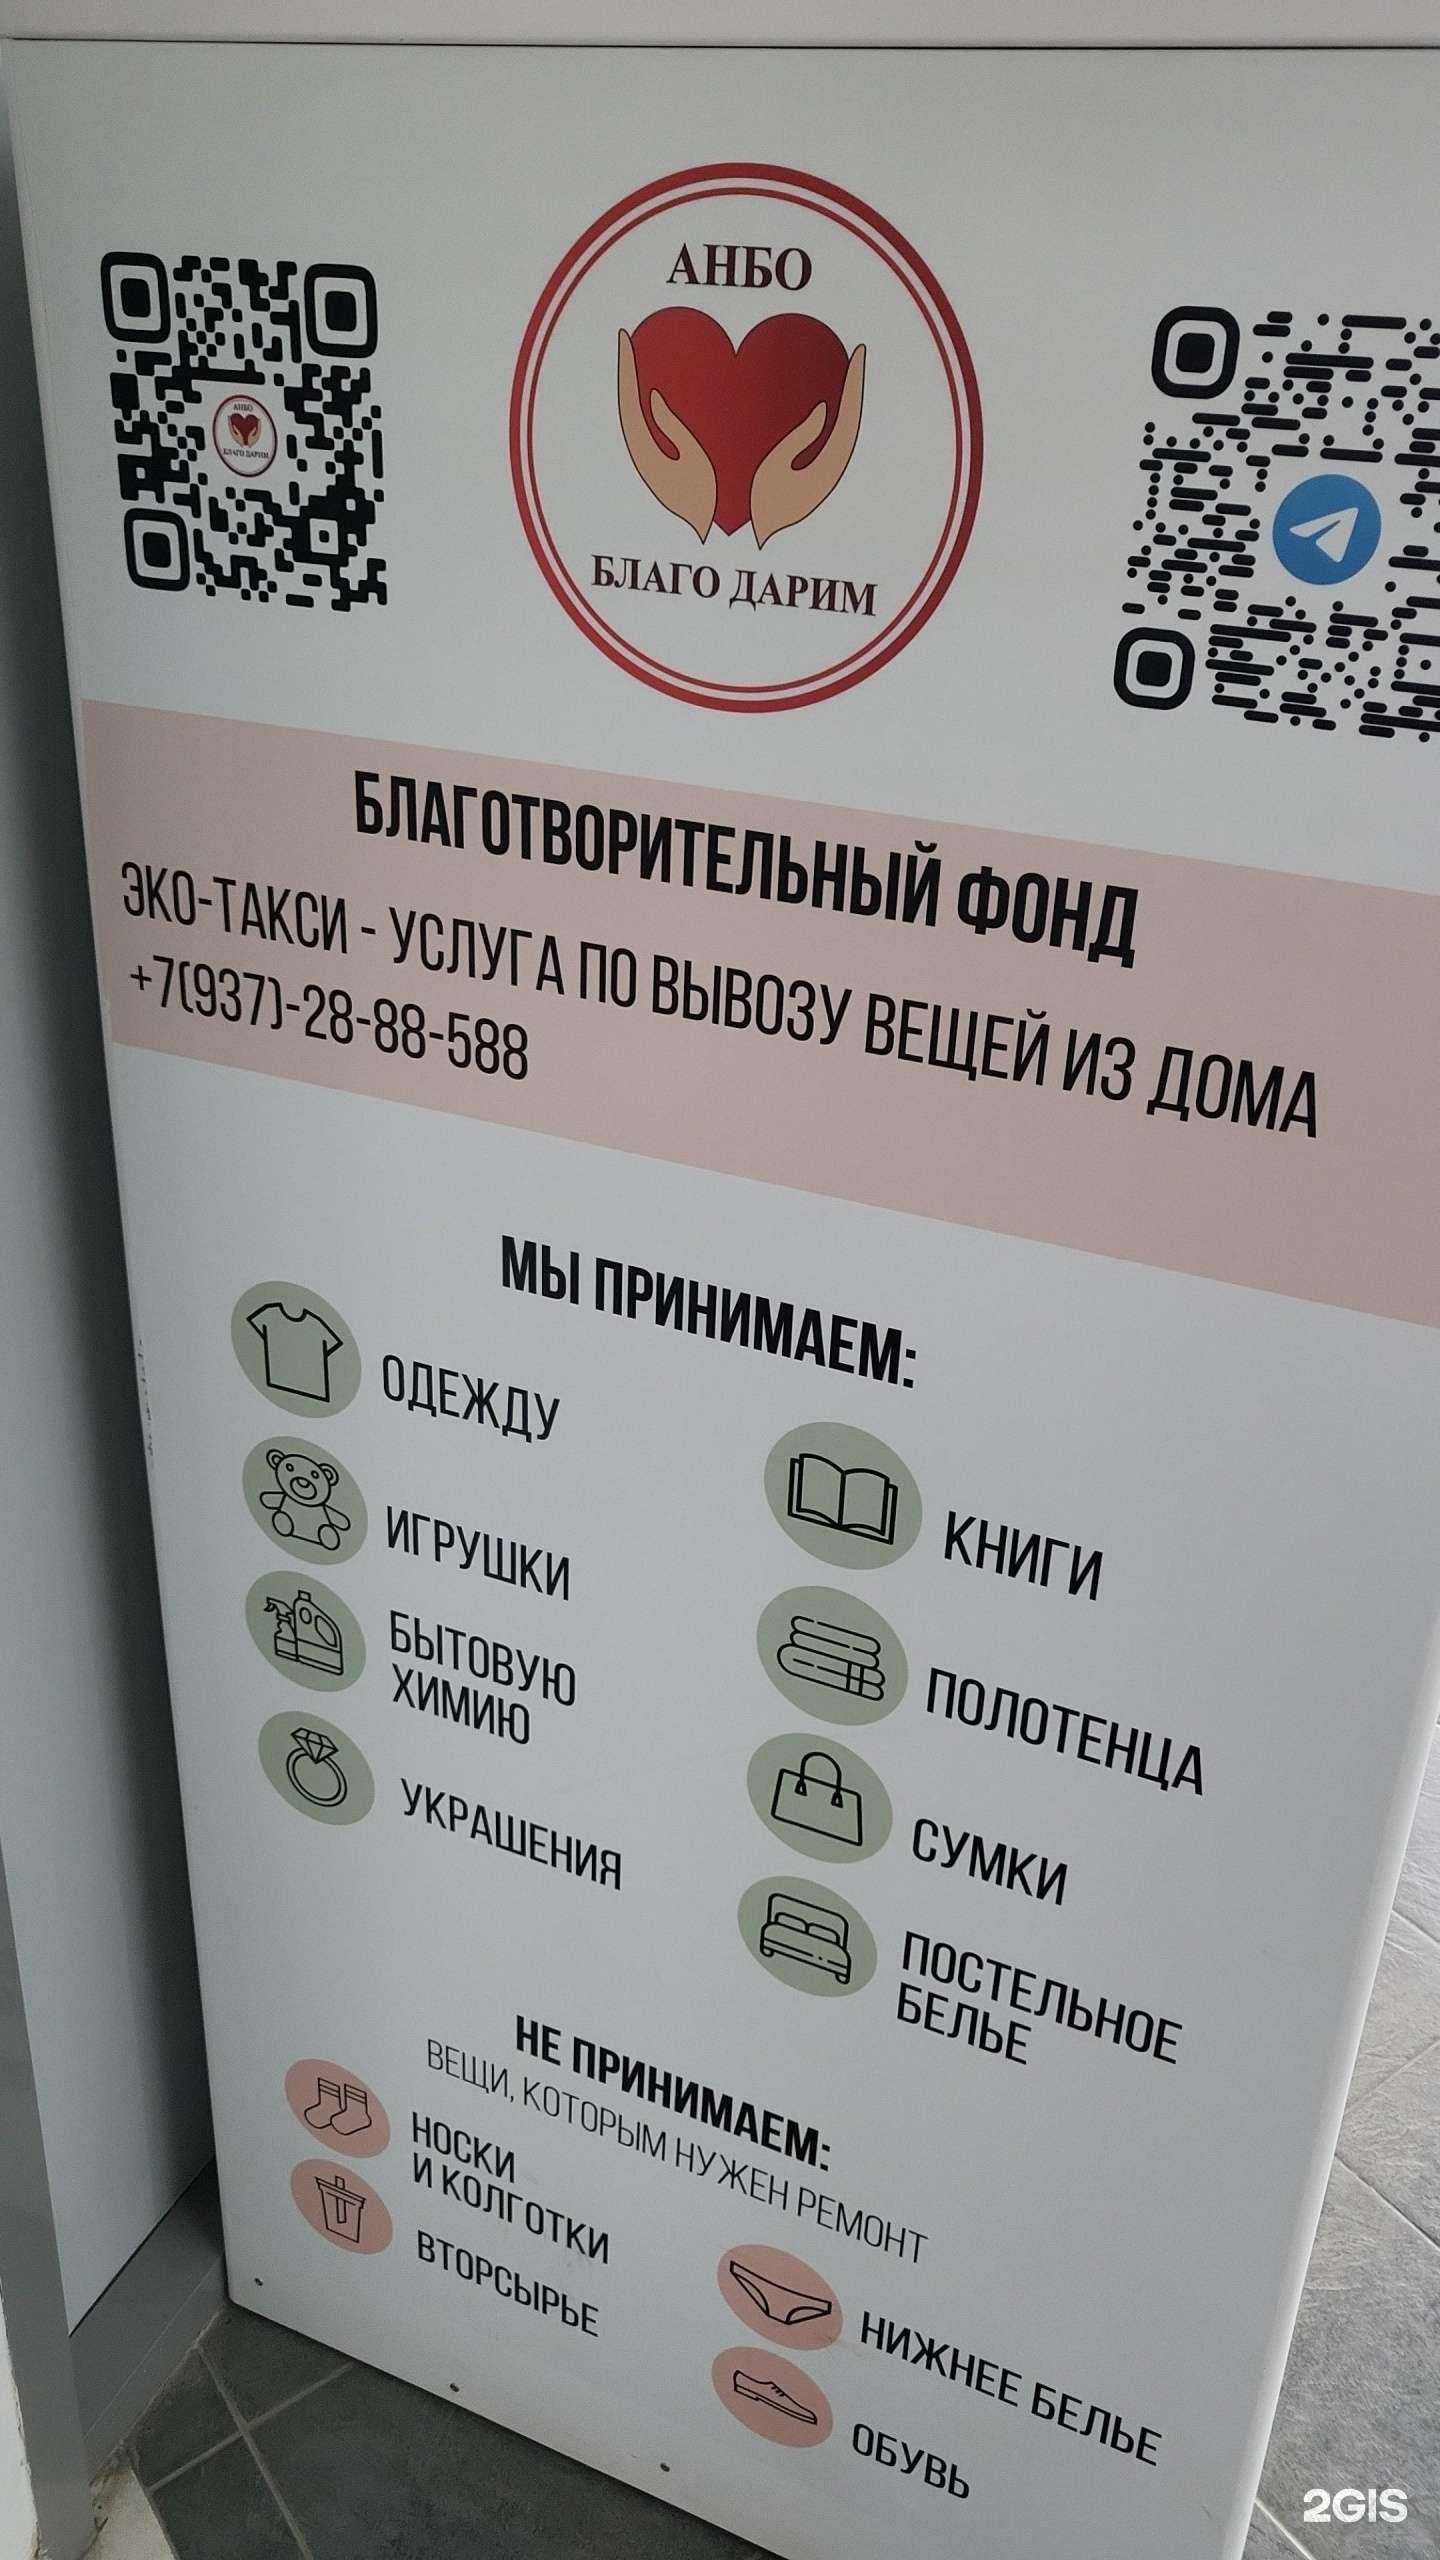 АНБО
БЛАГО ДАРИМ
АНБО
БЛАГО ДАРИМ
БЛАГОТВОРИТЕЛЬНЫЙ ФОНД
ЭКО-ТАКСИ - УСЛУГА ПО ВЫВОЗУ ВЕЩЕЙ ИЗ ДОМА
+7(937)-28-88-588
МЫ ПРИНИМАЕМ:
ОДЕЖДУ
ИГРУШКИ
БЫТОВУЮ
ХИМИЮ
УКРАШЕНИЯ
КНИГИ
ПОЛОТЕНЦА
СУМКИ
ПОСТЕЛЬНОЕ
БЕЛЬЕ
НЕ ПРИНИМАЕМ:
ВЕЩИ, КОТОРЫМ НУЖЕН РЕМОНТ
НОСКИ
И КОЛГОТКИ
ВТОРСЫРЬЕ
НИЖНЕЕ БЕЛЬЕ
ОБУВЬ
2GIS